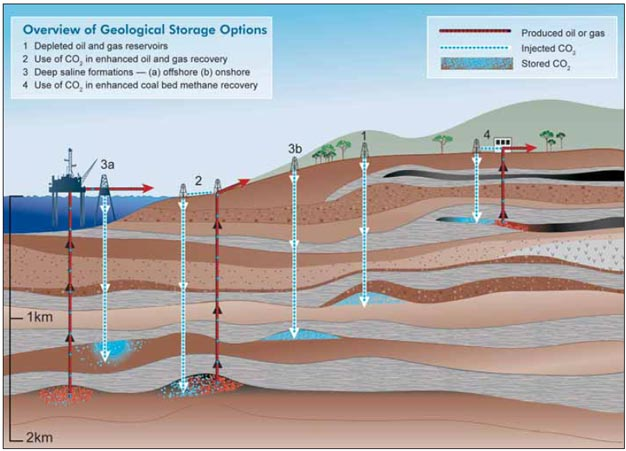 Overview of Geological Storage Options
1 Depleted oil and gas reservoirs
2 Use of CO₂ in enhanced oil and gas recovery
3 Deep saline formations — (a) offshore (b) onshore
4 Use of CO₂ in enhanced coal bed methane recovery
Produced oil or gas
Injected CO₂
Stored CO₂
1
4
3b
3a
2
1km
2km